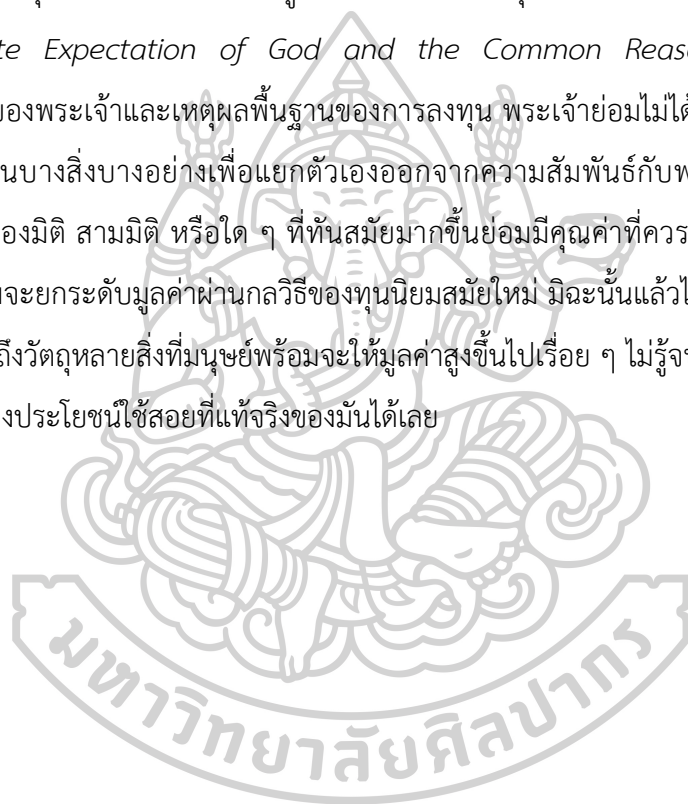 Expectation of God and the Common
ของพระเจ้าและเหตุผลพื้นฐานของการลงทุน พระเจ้าย่อมไม่ได้
บางสิ่งบางอย่างเพื่อแยกตัวเองออกจากความสัมพันธ์กับ
สามมิติ หรือใด ๆ ที่ทันสมัยมากขึ้นย่อมมีคุณค่าที่ควร
จะยกระดับมูลค่าผ่านกลวิธีของทุนนิยมสมัยใหม่ มิฉะนั้นแล้ว
ถึงวัตถุหลายสิ่งที่มนุษย์พร้อมจะให้มูลค่าสูงขึ้นไปเรื่อย ๆ ไม่รู้
ประโยชน์ใช้สอยที่แท้จริงของมันได้เลย
มหาวิทยาลัยศิลปากร